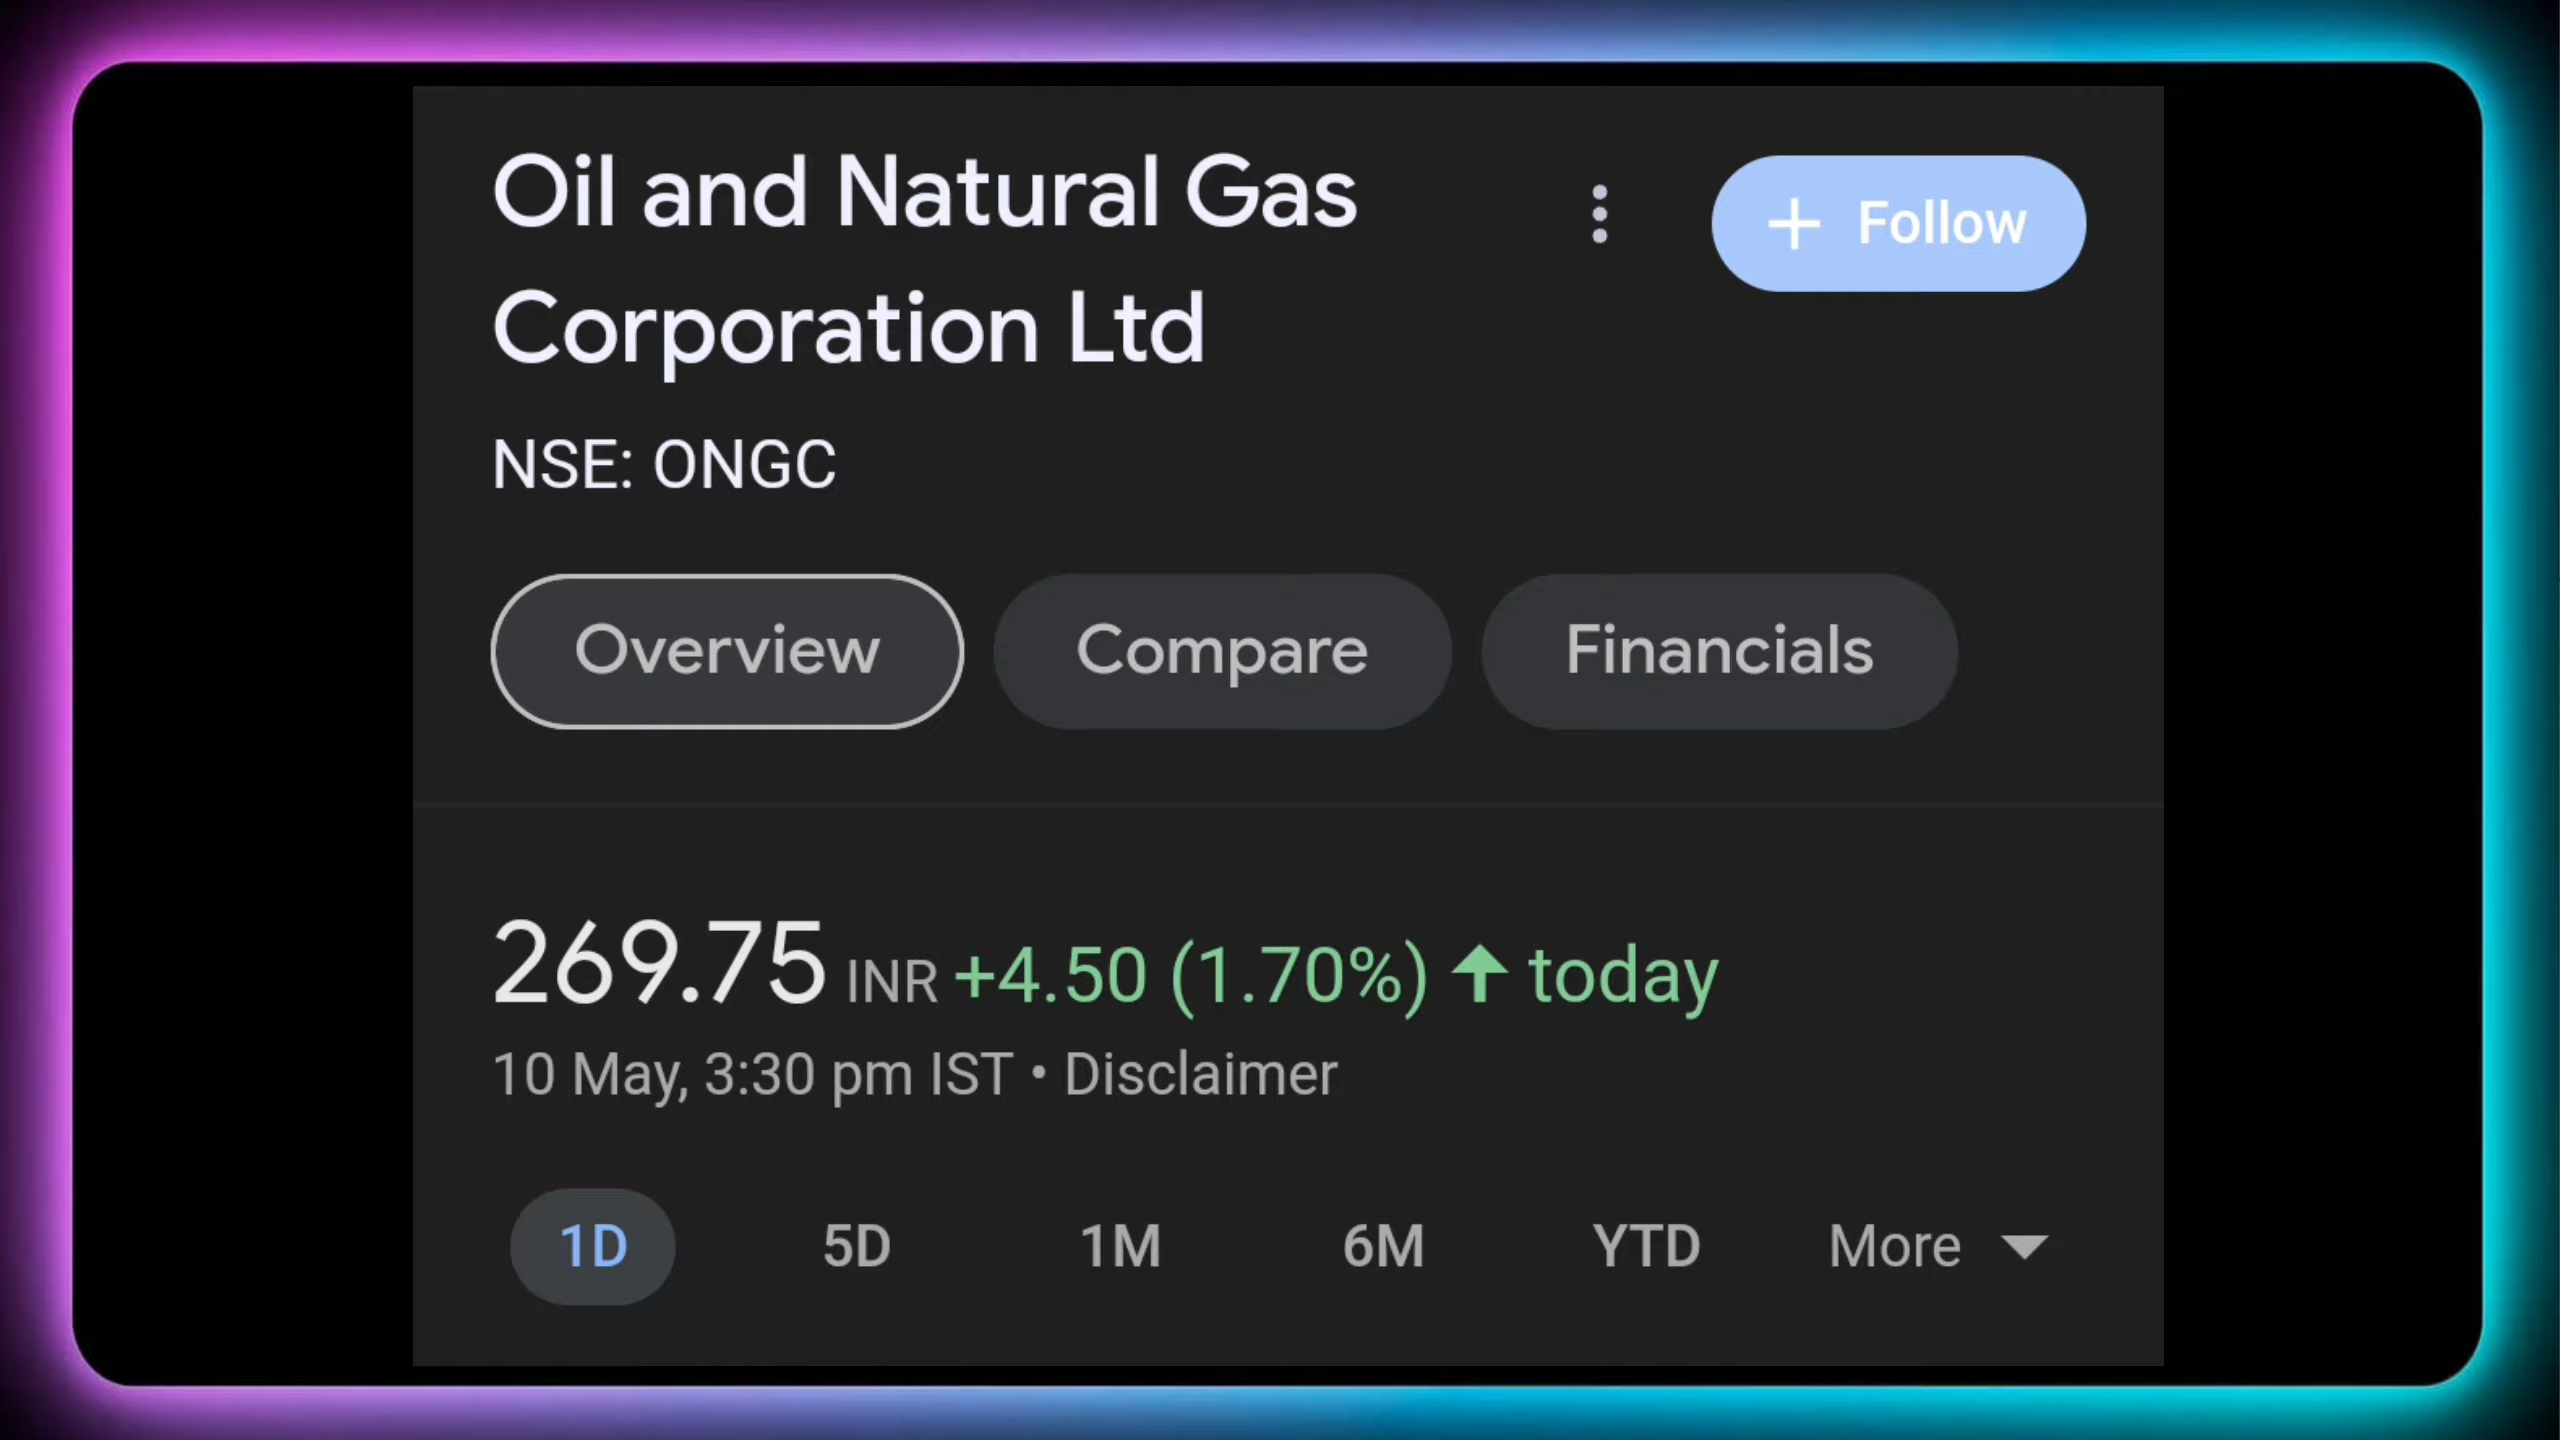 Oil and Natural Gas
Corporation Ltd
+ Follow
NSE: ONGC
Overview Compare Financials
269.75 INR +4.50 (1.70%) ↑ today
10 May, 3:30 pm IST • Disclaimer
1D 5D 1M 6M YTD More